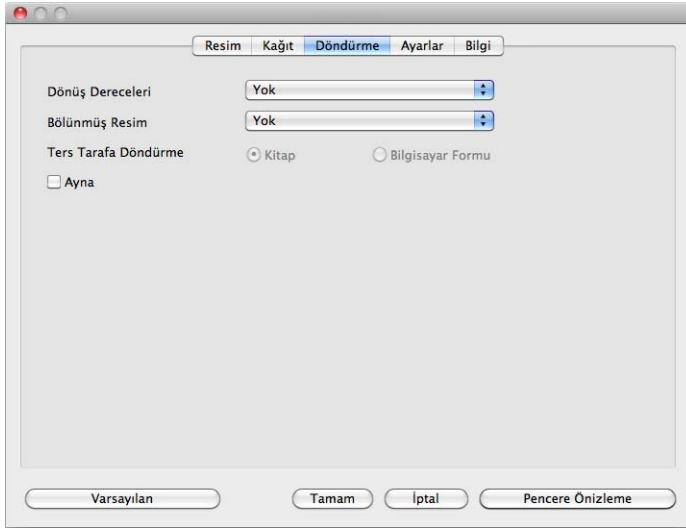 Resim Kağıt Döndürme Ayarlar Bilgi
Dönüş Dereceleri Yok
Bölünmüş Resim Yok
Ters Tarafa Döndürme Kitap Bilgisayar Formu
Ayna
Varsayılan Tamam İptal Pencere Önizleme